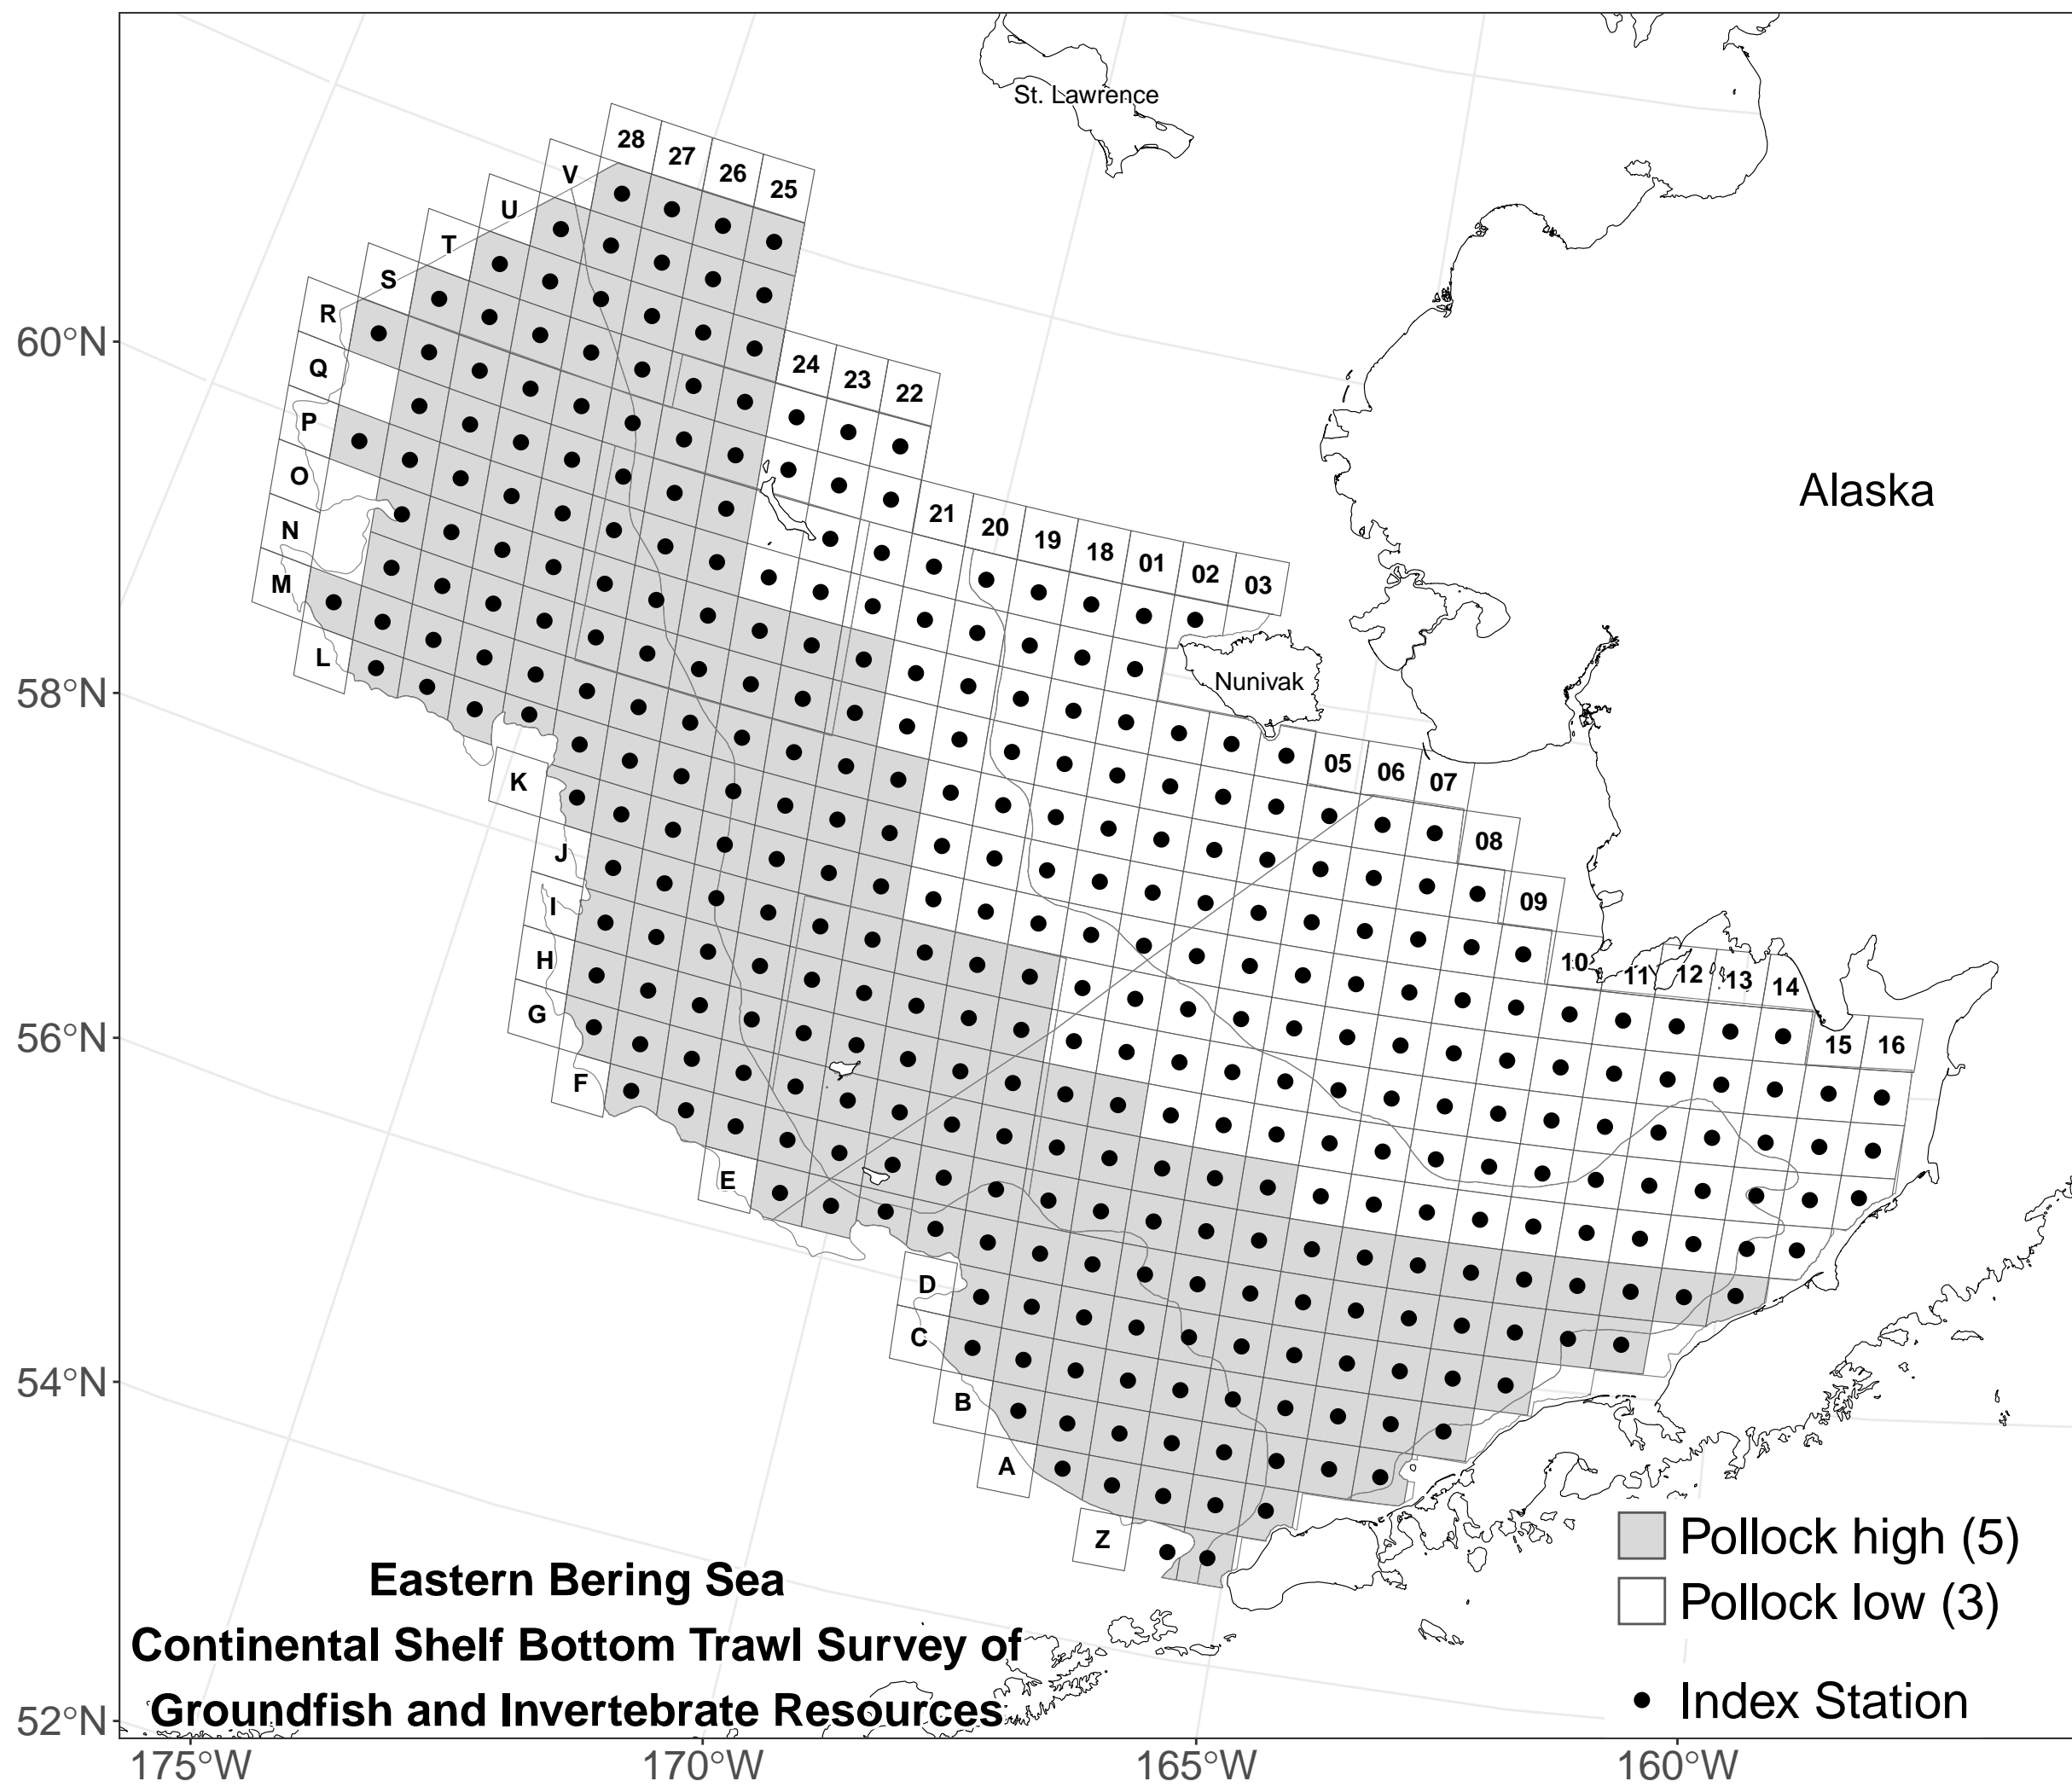 St. Lawrence
28
27
26
25
V
U
T
S
R
Q
P
O
N
M
L
24
23
22
21
20
19
18
01
02
03
Nunivak
Alaska
05
06
07
08
09
10
11
12
13
14
15
16
K
J
I
H
G
F
E
D
C
B
A
Z
60°N
58°N
56°N
54°N
52°N
175°W
170°W
165°W
160°W
Eastern Bering Sea
Continental Shelf Bottom Trawl Survey of
Groundfish and Invertebrate Resources
Pollock high (5)
Pollock low (3)
Index Station